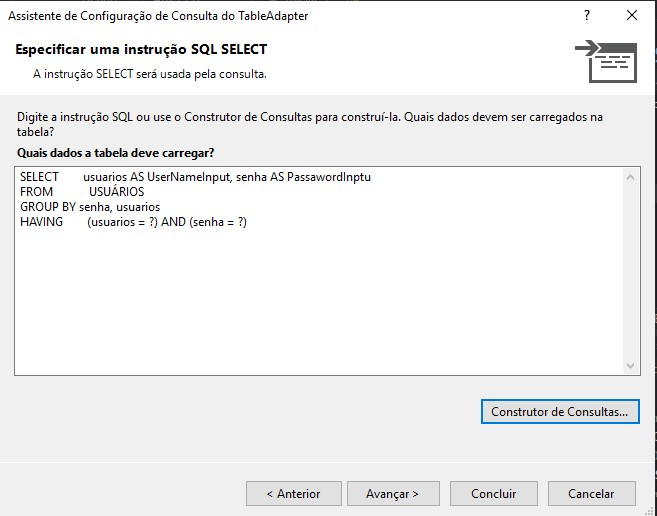 Assistente de Configuração de Consulta do TableAdapter
?
Especificar uma instrução SQL SELECT
A instrução SELECT será usada pela consulta.
Digite a instrução SQL ou use o Construtor de Consultas para construí-la. Quais dados devem ser carregados na
tabela?
Quais dados a tabela deve carregar?
SELECT usuarios AS UserNameInput, senha AS PassawordInptu
FROM USUÁRIOS
GROUP BY senha, usuarios
HAVING (usuarios = ?) AND (senha = ?)
Construtor de Consultas...
< Anterior
Avançar >
Concluir
Cancelar